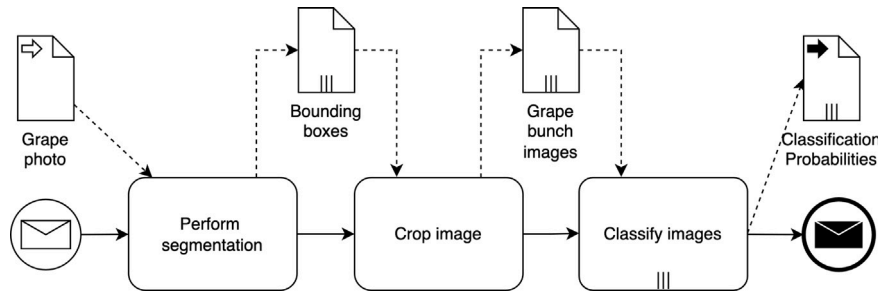 Grape
photo
Bounding
boxes
Grape
bunch
images
Classification
Probabilities
Perform
segmentation
Crop image
Classify images